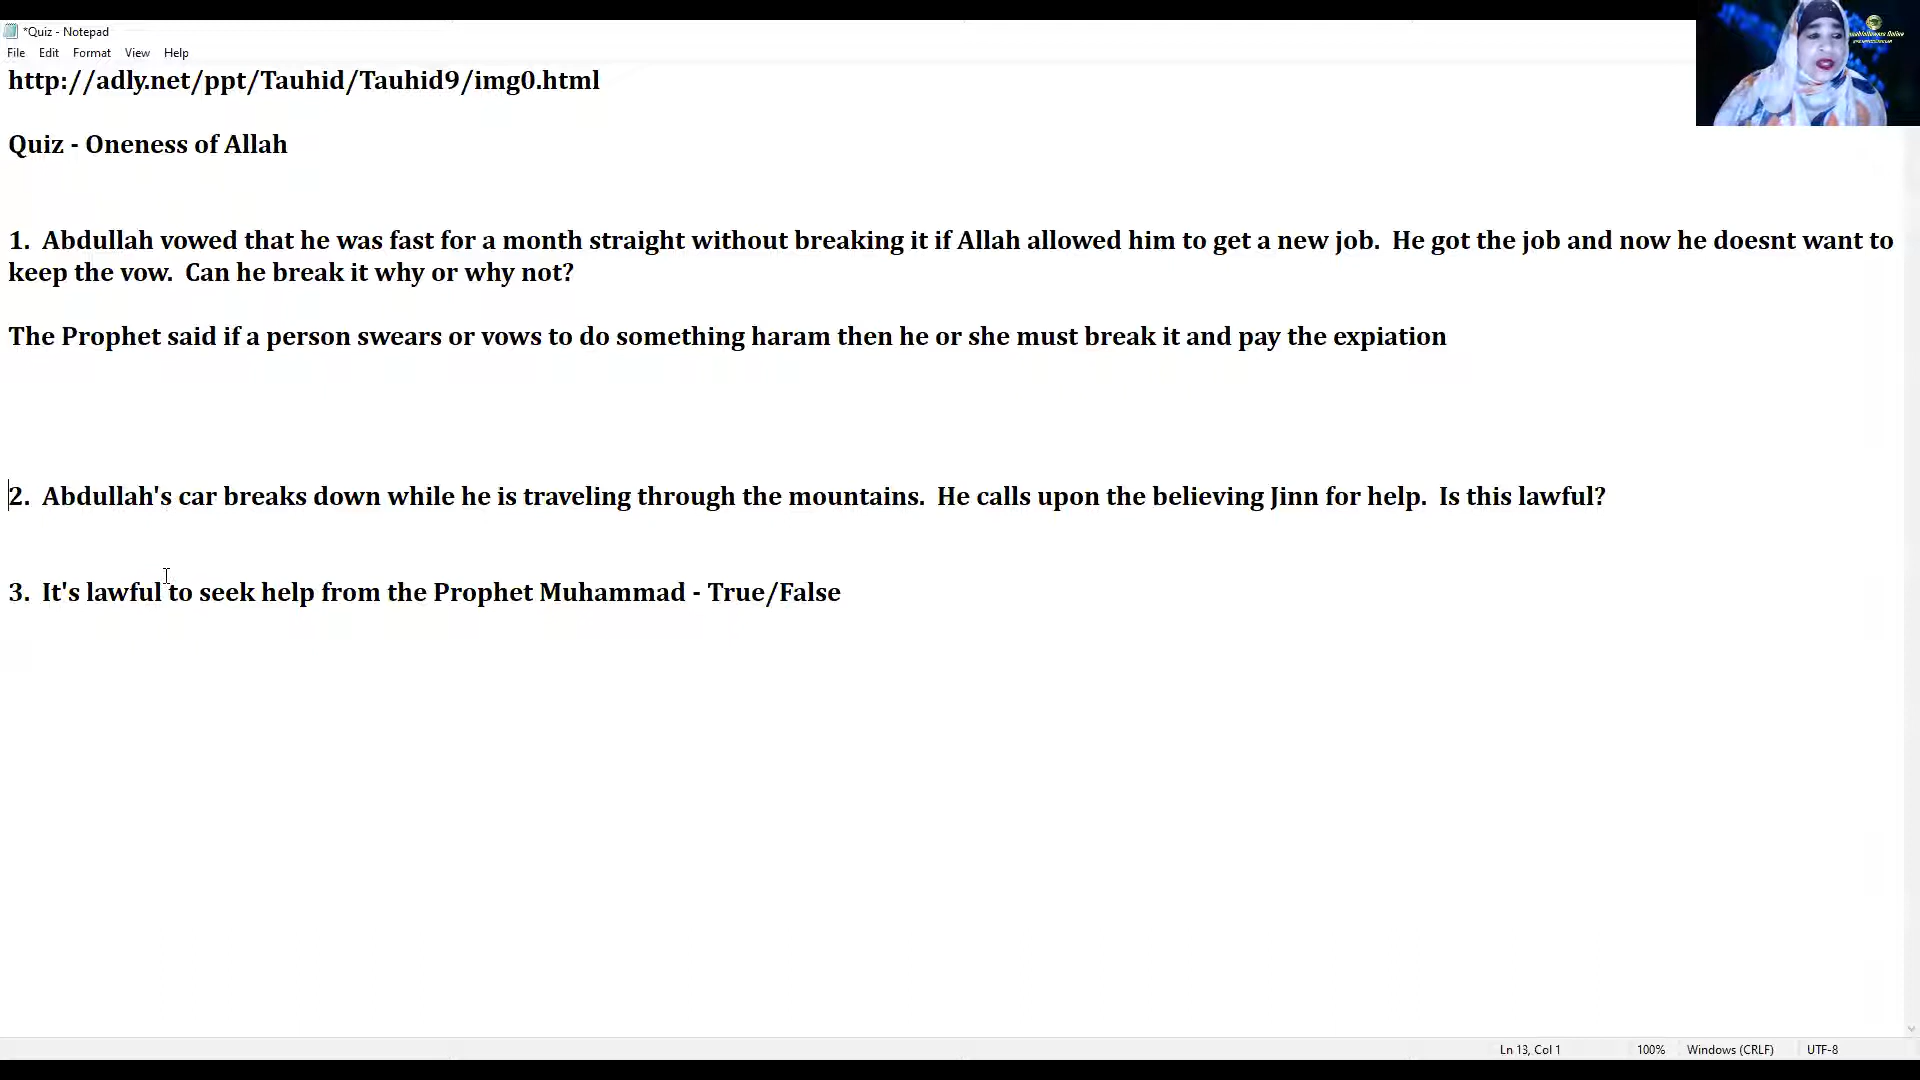 *Quiz - Notepad
File Edit Format View Help
http://adly.net/ppt/Tauhid/Tauhid9/img0.html
Quiz - Oneness of Allah
1. Abdullah vowed that he was fast for a month straight without breaking it if Allah allowed him to get a new job. He got the job and now he doesnt want to
keep the vow. Can he break it why or why not?
The Prophet said if a person swears or vows to do something haram then he or she must break it and pay the expiation
2. Abdullah's car breaks down while he is traveling through the mountains. He calls upon the believing Jinn for help. Is this lawful?
3. It's lawful to seek help from the Prophet Muhammad - True/False
Ln 13, Col 1 100% Windows (CRLF) UTF-8